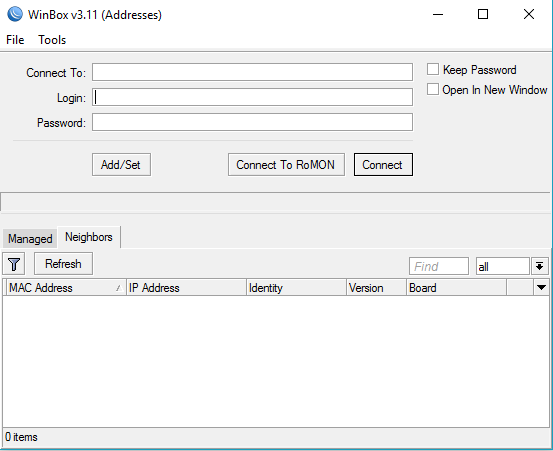 WinBox v3.11 (Addresses)
File Tools
Connect To:
Keep Password
Login:
Open In New Window
Password:
Add/Set Connect To RoMON Connect
Managed Neighbors
Refresh Find all
MAC Address IP Address Identity Version Board
0 items